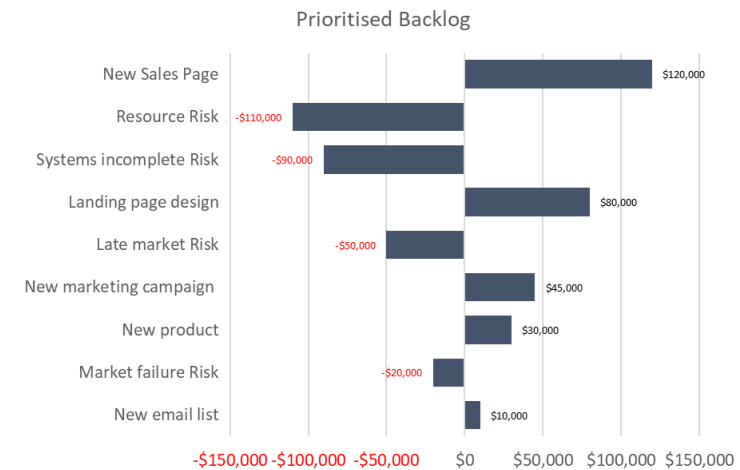 Prioritised Backlog
New Sales Page $120,000
Resource Risk -$110,000
Systems incomplete Risk -$90,000
Landing page design $80,000
Late market Risk -$50,000
New marketing campaign $45,000
New product $30,000
Market failure Risk -$20,000
New email list $10,000
-$150,000 -$100,000 -$50,000 $0 $50,000 $100,000 $150,000